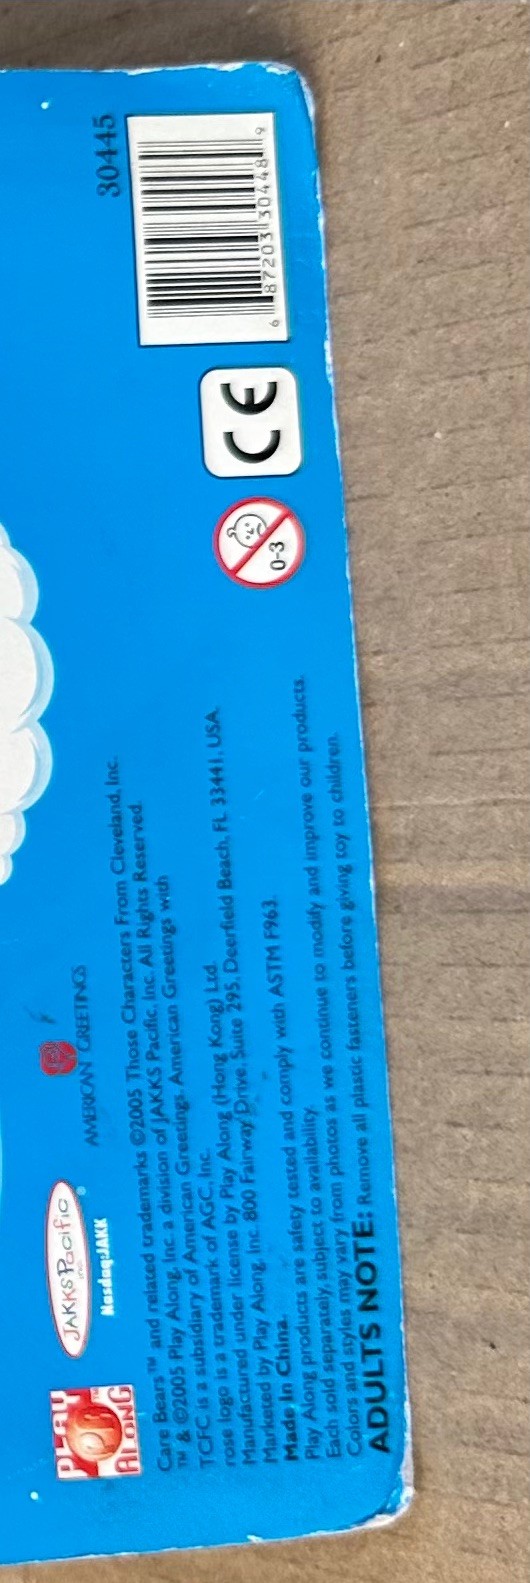 PLAY
ALONG™
JAKKS Pacific®
inc.
Nasdaq:JAKK
AMERICAN GREETINGS
Care Bears™ and related trademarks ©2005 Those Characters From Cleveland, Inc.
™ & ©2005 Play Along, Inc. a division of JAKKS Pacific, Inc. All Rights Reserved.
TCFC is a subsidiary of American Greetings. American Greetings with
rose logo is a trademark of AGC, Inc.
Manufactured under license by Play Along (Hong Kong) Ltd.
Marketed by Play Along, Inc. 800 Fairway Drive, Suite 295, Deerfield Beach, FL 33441, USA.
Made In China.
Play Along products are safety tested and comply with ASTM F963.
Each sold separately, subject to availability.
Colors and styles may vary from photos as we continue to modify and improve our products.
ADULTS NOTE: Remove all plastic fasteners before giving toy to children.
0-3
CE
30445
6 87203 30448 9